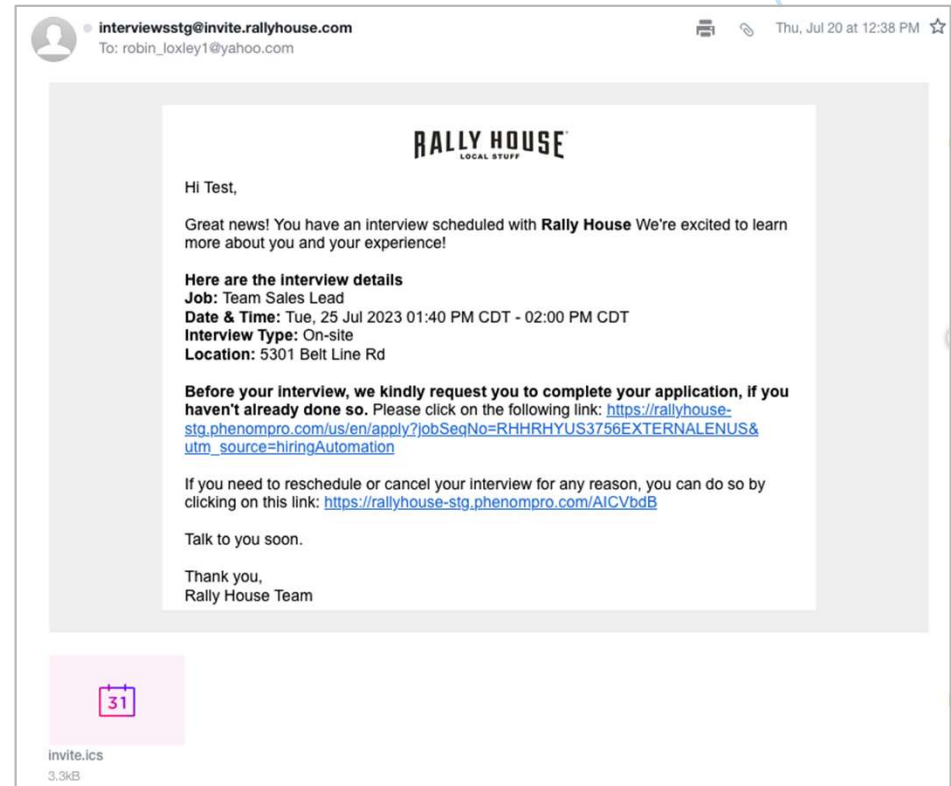 interviewsstg@invite.rallyhouse.com
Thu, Jul 20 at 12:38 PM
To: robin_loxley1@yahoo.com
RALLY HOUSE
LOCAL STUFF
Hi Test,
Great news! You have an interview scheduled with Rally House We're excited to learn
more about you and your experience!
Here are the interview details
Job: Team Sales Lead
Date & Time: Tue, 25 Jul 2023 01:40 PM CDT - 02:00 PM CDT
Interview Type: On-site
Location: 5301 Belt Line Rd
Before your interview, we kindly request you to complete your application, if you
haven't already done so. Please click on the following link: https://rallyhouse-
stg.phenompro.com/us/en/apply?jobSeqNo=RHHRHYUS3756EXTERNALENUS&
utm_source=hiringAutomation
If you need to reschedule or cancel your interview for any reason, you can do so by
clicking on this link: https://rallyhouse-stg.phenompro.com/AICVbdB
Talk to you soon.
Thank you,
Rally House Team
31
invite.ics
3.3kB